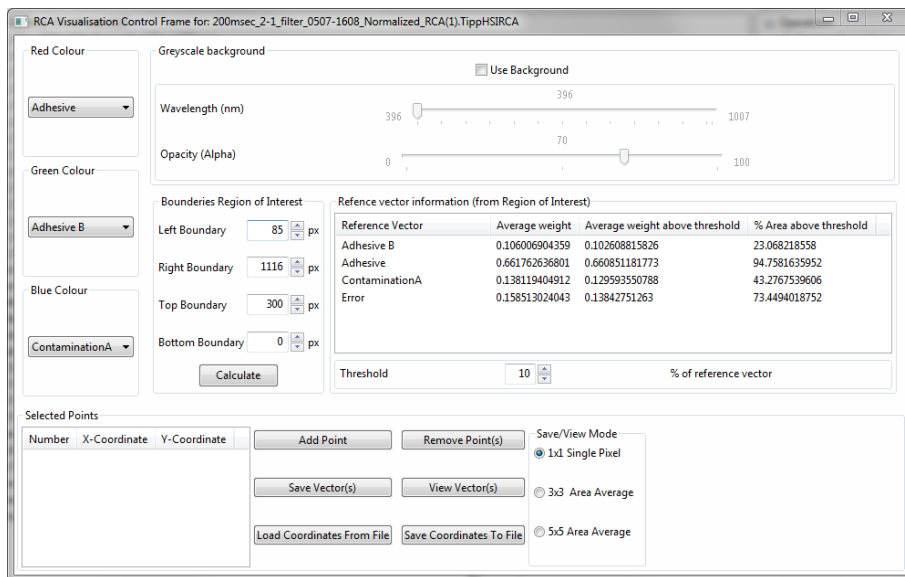 RCA Visualisation Control Frame for: 200msec_2-1_filter_0507-1608_Normalized_RCA(1).TippHSIRCA
Red Colour
Adhesive
Green Colour
Adhesive B
Blue Colour
ContaminationA
Greyscale background
Use Background
Wavelength (nm)
396
396
1007
Opacity (Alpha)
70
0
100
Bounderies Region of Interest
Left Boundary 85 px
Right Boundary 1116 px
Top Boundary 300 px
Bottom Boundary 0 px
Calculate
Refence vector information (from Region of Interest)
Reference Vector Average weight Average weight above threshold % Area above threshold
Adhesive B 0.106006904359 0.102608815826 23.068218558
Adhesive 0.661762636801 0.660851181773 94.7581635952
ContaminationA 0.138119404912 0.129593550788 43.2767539606
Error 0.158513024043 0.13842751263 73.4494018752
Threshold 10 % of reference vector
Selected Points
Number X-Coordinate Y-Coordinate
Add Point
Remove Point(s)
Save Vector(s)
View Vector(s)
Load Coordinates From File
Save Coordinates To File
Save/View Mode
1x1 Single Pixel
3x3 Area Average
5x5 Area Average